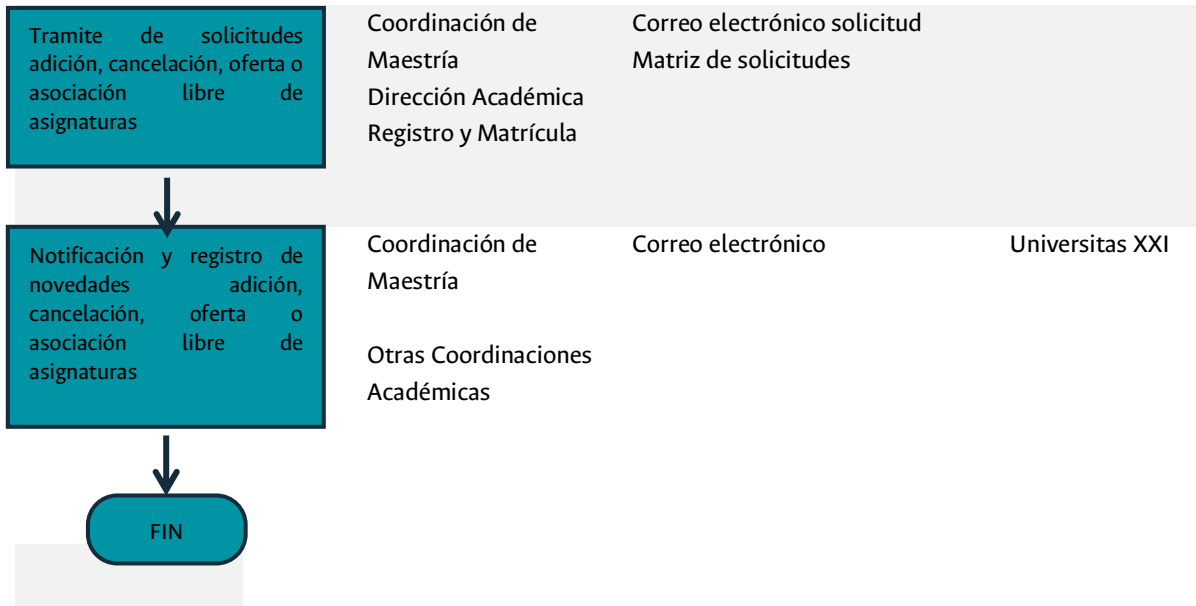 Tramite de solicitudes
adición, cancelación, oferta o
asociación libre de
asignaturas
Coordinación de
Maestría
Dirección Académica
Registro y Matrícula
Correo electrónico solicitud
Matriz de solicitudes
Notificación y registro de
novedades adición,
cancelación, oferta o
asociación libre de
asignaturas
Coordinación de
Maestría
Otras Coordinaciones
Académicas
Correo electrónico
Universitas XXI
FIN